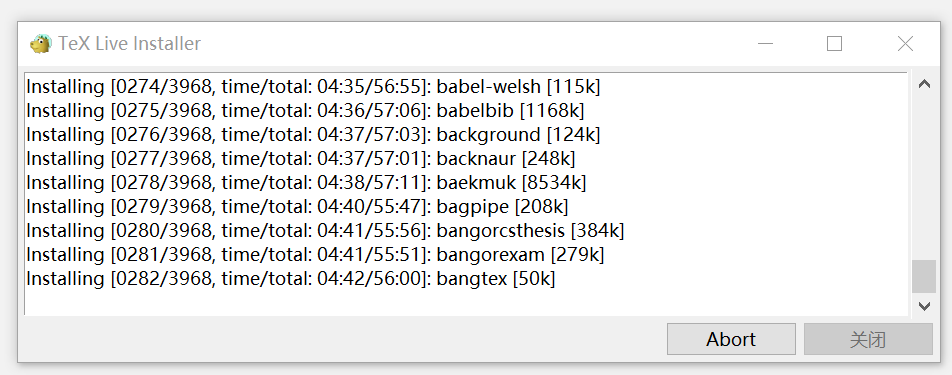 TeX Live Installer
Installing [0274/3968, time/total: 04:35/56:55]: babel-welsh [115k]
Installing [0275/3968, time/total: 04:36/57:06]: babelbib [1168k]
Installing [0276/3968, time/total: 04:37/57:03]: background [124k]
Installing [0277/3968, time/total: 04:37/57:01]: backnaur [248k]
Installing [0278/3968, time/total: 04:38/57:11]: baekmuk [8534k]
Installing [0279/3968, time/total: 04:40/55:47]: bagpipe [208k]
Installing [0280/3968, time/total: 04:41/55:56]: bangorcsthesis [384k]
Installing [0281/3968, time/total: 04:41/55:51]: bangorexam [279k]
Installing [0282/3968, time/total: 04:42/56:00]: bangtex [50k]
Abort 关闭